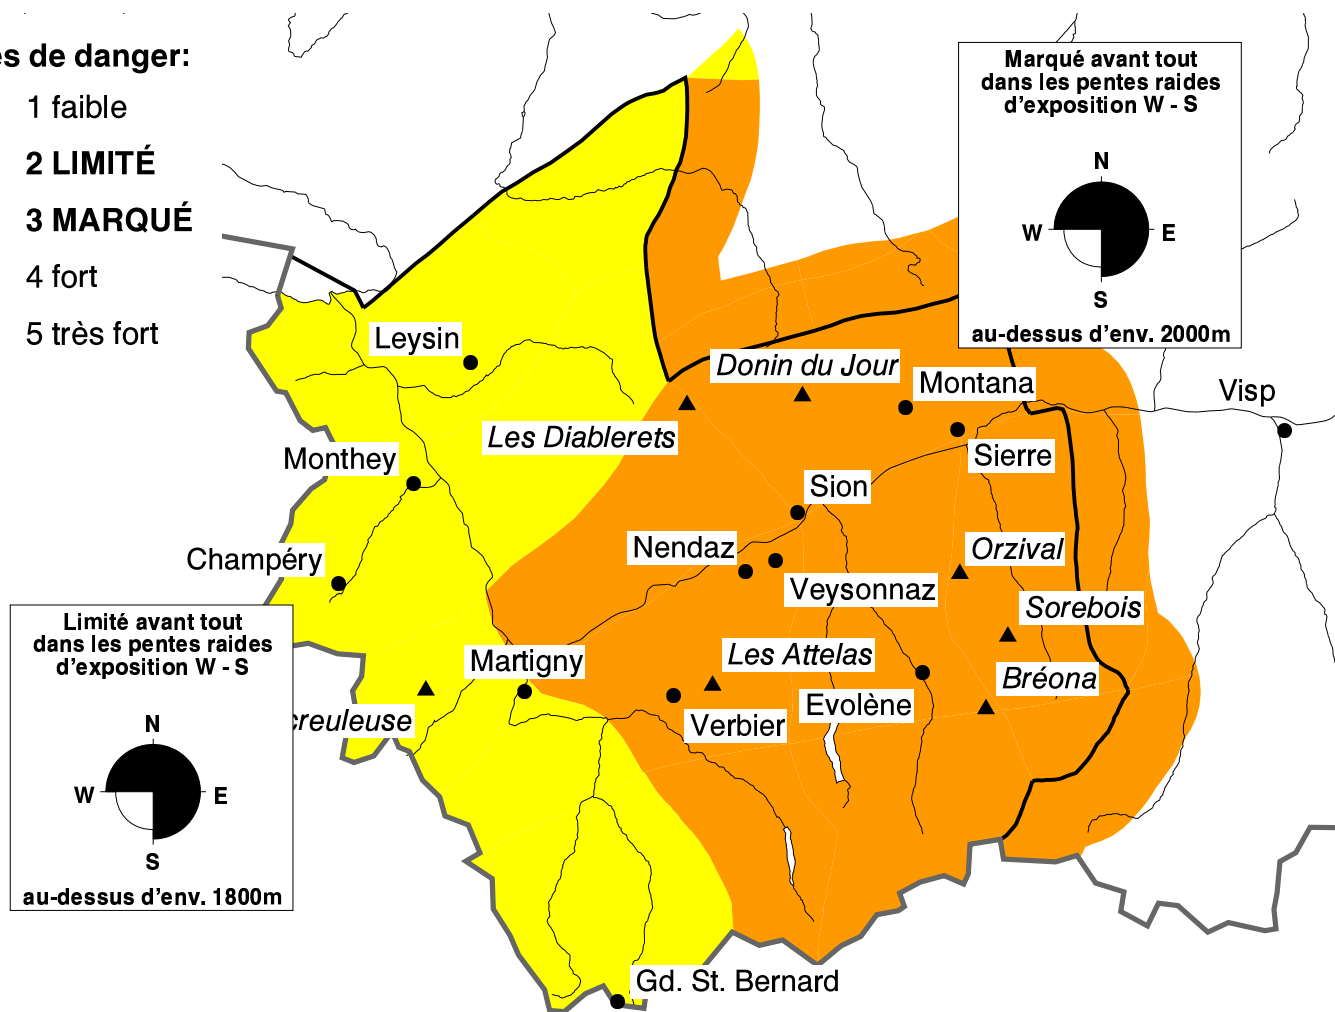 es de danger:
1 faible
2 LIMITÉ
3 MARQUÉ
4 fort
5 très fort
Marqué avant tout
dans les pentes raides
d'exposition W - S
N
W
E
S
au-dessus d'env. 2000m
Leysin
Donin du Jour
Montana
Visp
Les Diablerets
Sierre
Monthey
Sion
Champéry
Nendaz
Orzival
Veysonnaz
Sorebois
Limité avant tout
dans les pentes raides
d'exposition W - S
N
W
E
S
au-dessus d'env. 1800m
Martigny
Les Attelas
Bréona
creuleuse
Verbier
Evolène
Gd. St. Bernard